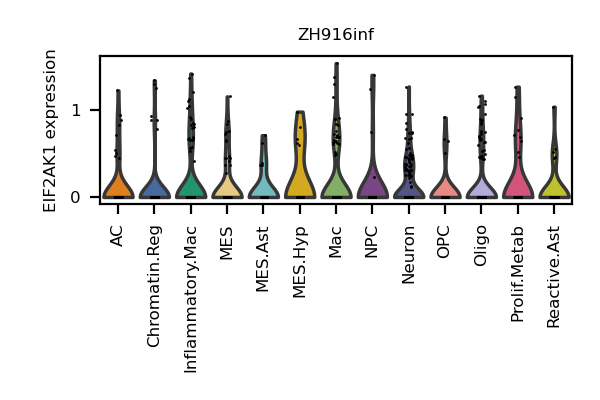 ZH916inf
EIF2AK1 expression
1
0
AC
Chromatin.Reg
Inflammatory.Mac
MES
MES.Ast
MES.Hyp
Mac
NPC
Neuron
OPC
Oligo
Prolif.Metab
Reactive.Ast